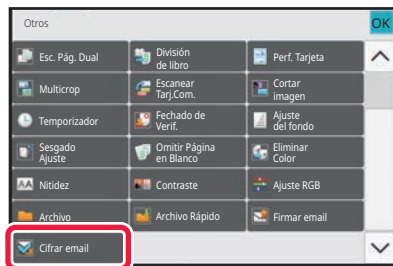 Otros
OK
Esc. Pág. Dual
División
de libro
Perf. Tarjeta
Multicrop
Escanear
Tarj.Com.
Cortar
imagen
Temporizador
Fechado de
Verif.
Ajuste
del fondo
Sesgado
Ajuste
Omitir Página
en Blanco
Eliminar
Color
AA Nitidez
Contraste
Ajuste RGB
Archivo
Archivo Rápido
Firmar email
Cifrar email